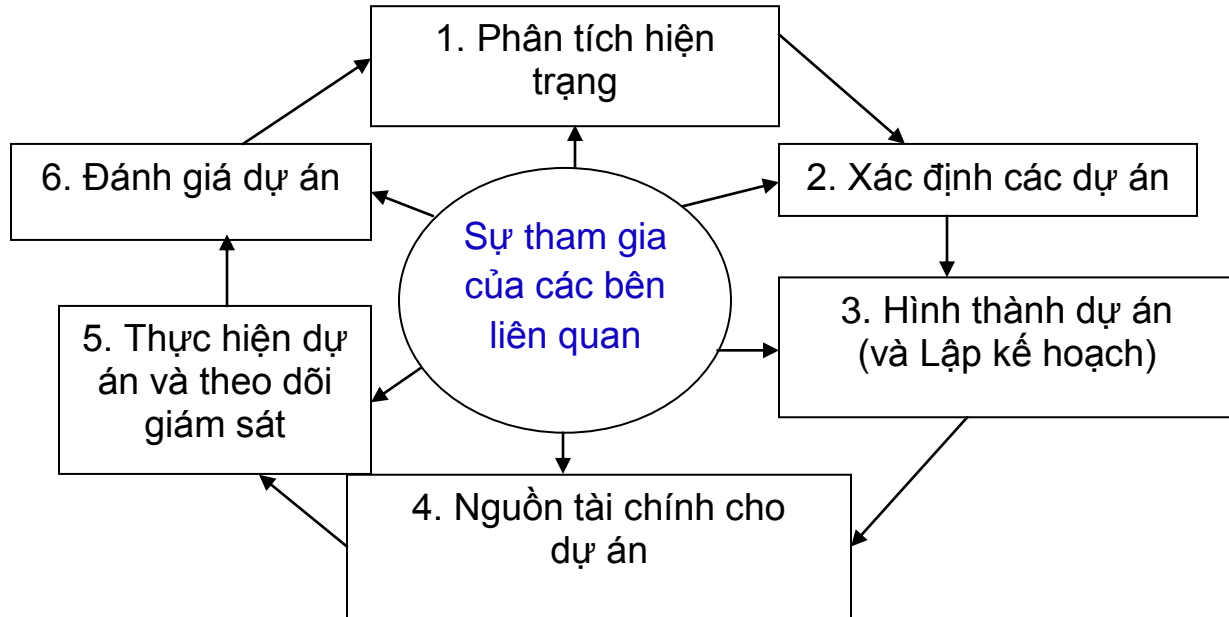 1. Phân tích hiện
trạng
2. Xác định các dự án
3. Hình thành dự án
(và Lập kế hoạch)
4. Nguồn tài chính cho
dự án
5. Thực hiện dự
án và theo dõi
giám sát
6. Đánh giá dự án
Sự tham gia
của các bên
liên quan